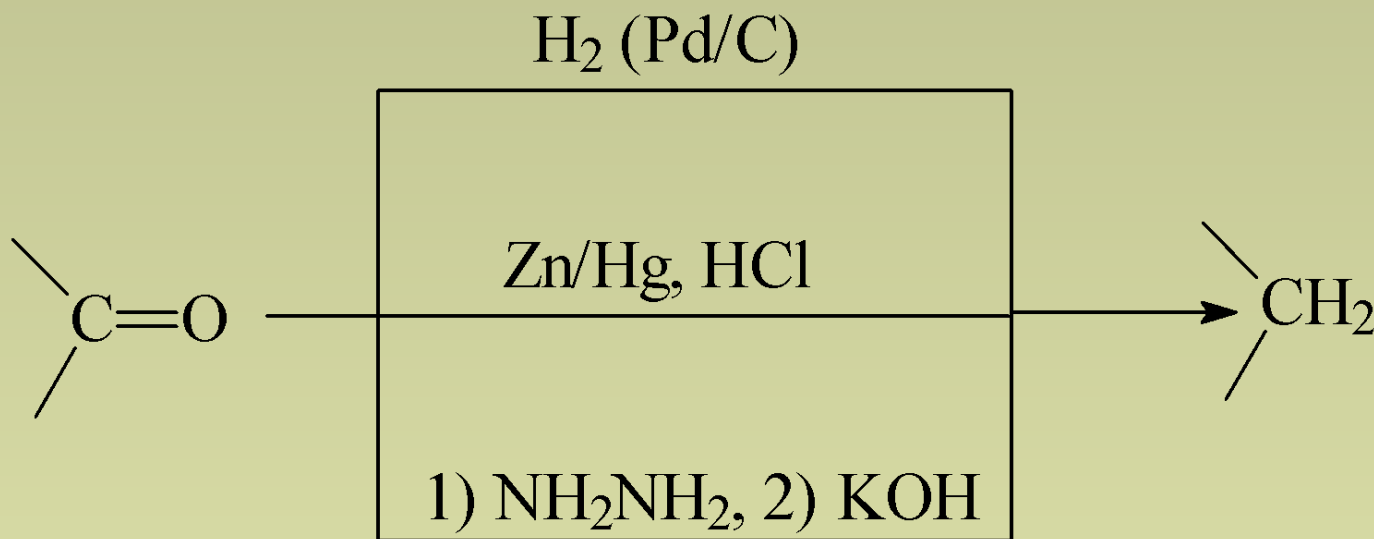 H₂ (Pd/C)
Zn/Hg, HCl
C=O
CH₂
1) NH₂NH₂, 2) KOH